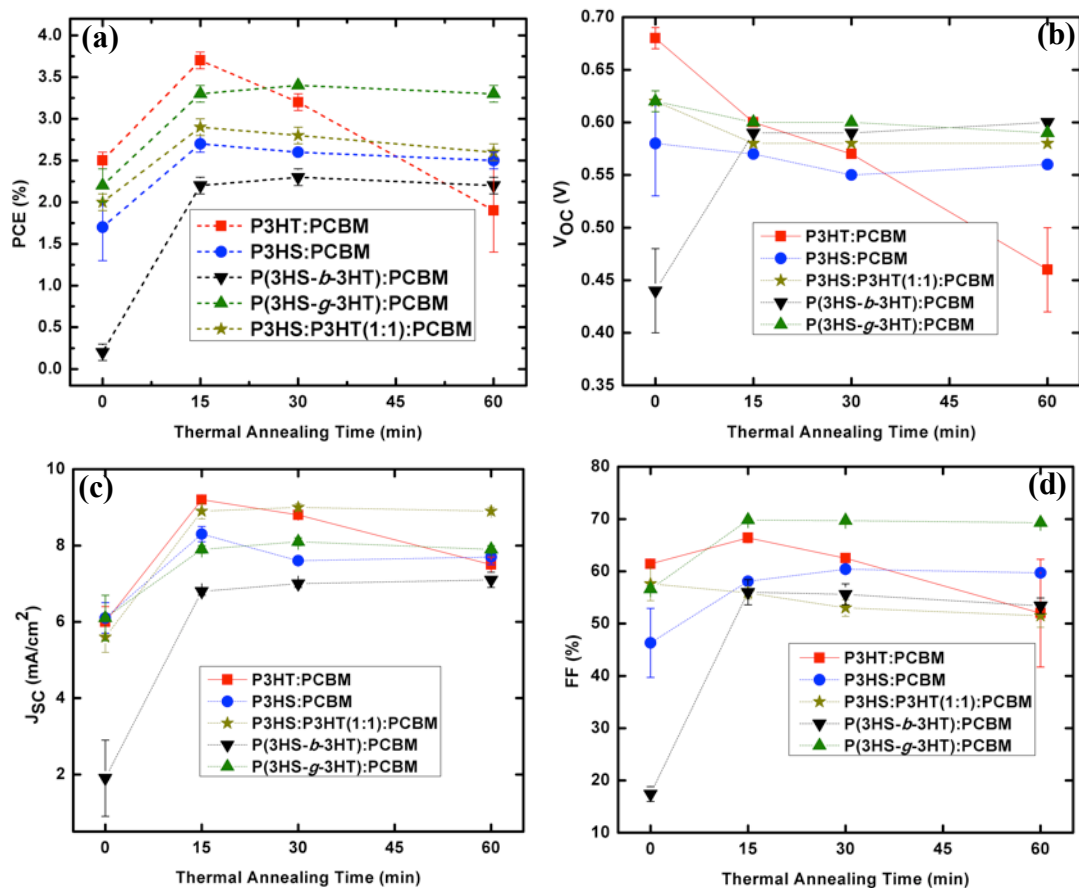 (a)
PCE (%)
4.0
3.5
3.0
2.5
2.0
1.5
1.0
0.5
0.0
P3HT:PCBM
P3HS:PCBM
P(3HS-b-3HT):PCBM
P(3HS-g-3HT):PCBM
P3HS:P3HT(1:1):PCBM
0 15 30 45 60
Thermal Annealing Time (min)
(b)
VOC (V)
0.70
0.65
0.60
0.55
0.50
0.45
0.40
0.35
P3HT:PCBM
P3HS:PCBM
P3HS:P3HT(1:1):PCBM
P(3HS-b-3HT):PCBM
P(3HS-g-3HT):PCBM
0 15 30 45 60
Thermal Annealing Time (min)
(c)
JSC (mA/cm²)
10
8
6
4
2
P3HT:PCBM
P3HS:PCBM
P3HS:P3HT(1:1):PCBM
P(3HS-b-3HT):PCBM
P(3HS-g-3HT):PCBM
0 15 30 45 60
Thermal Annealing Time (min)
(d)
FF (%)
80
70
60
50
40
30
20
10
P3HT:PCBM
P3HS:PCBM
P3HS:P3HT(1:1):PCBM
P(3HS-b-3HT):PCBM
P(3HS-g-3HT):PCBM
0 15 30 45 60
Thermal Annealing Time (min)